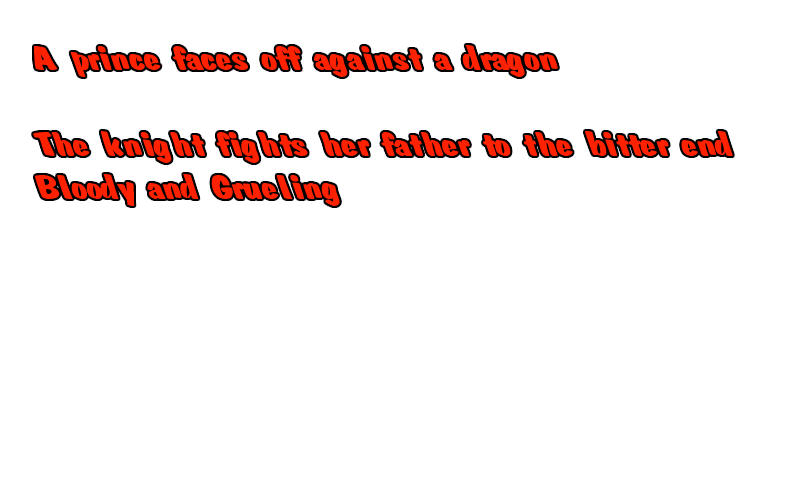 A prince faces off against a dragon
The knight fights her father to the bitter end
Bloody and Grueling